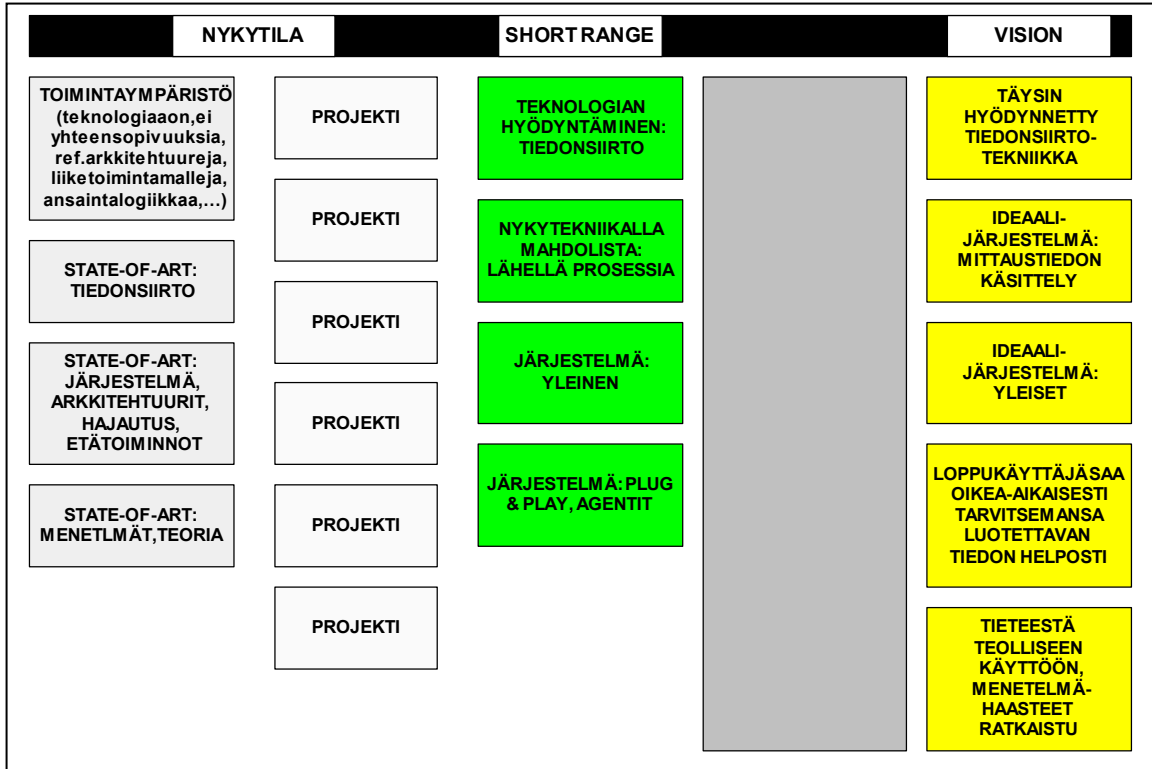 NYKYTILA
SHORT RANGE
VISION
TOIMINTAYMPÄRISTÖ
(teknologiaaon,ei
yhteensopivuuksia,
ref.arkkitehtuureja,
liiketoimintamalleja,
ansaintalogiikkaa,...)
STATE-OF-ART:
TIEDONSIIRTO
STATE-OF-ART:
JÄRJESTELMÄ,
ARKKITEHTUURIT,
HAJAUTUS,
ETÄTOIMINNOT
STATE-OF-ART:
MENETLMÄT,TEORIA
PROJEKTI
PROJEKTI
PROJEKTI
PROJEKTI
PROJEKTI
PROJEKTI
TEKNOLOGIAN
HYÖDYNTÄMINEN:
TIEDONSIIRTO
NYKYTEKNIIKALLA
MAHDOLISTA:
LÄHELLÄ PROSESSIA
JÄRJESTELMÄ:
YLEINEN
JÄRJESTELMÄ:PLUG
& PLAY, AGENTIT
TÄYSIN
HYÖDYNNETTY
TIEDONSIIRTO-
TEKNIIKKA
IDEAALI-
JÄRJESTELMÄ:
MITTAUSTIEDON
KÄSITTELY
IDEAALI-
JÄRJESTELMÄ:
YLEISET
LOPPUKÄYTTÄJÄSAA
OIKEA-AIKAISESTI
TARVITSEMANSA
LUOTETTAVAN
TIEDON HELPOSTI
TIETEESTÄ
TEOLLISEEN
KÄYTTÖÖN,
MENETELMÄ-
HAASTEET
RATKAISTU